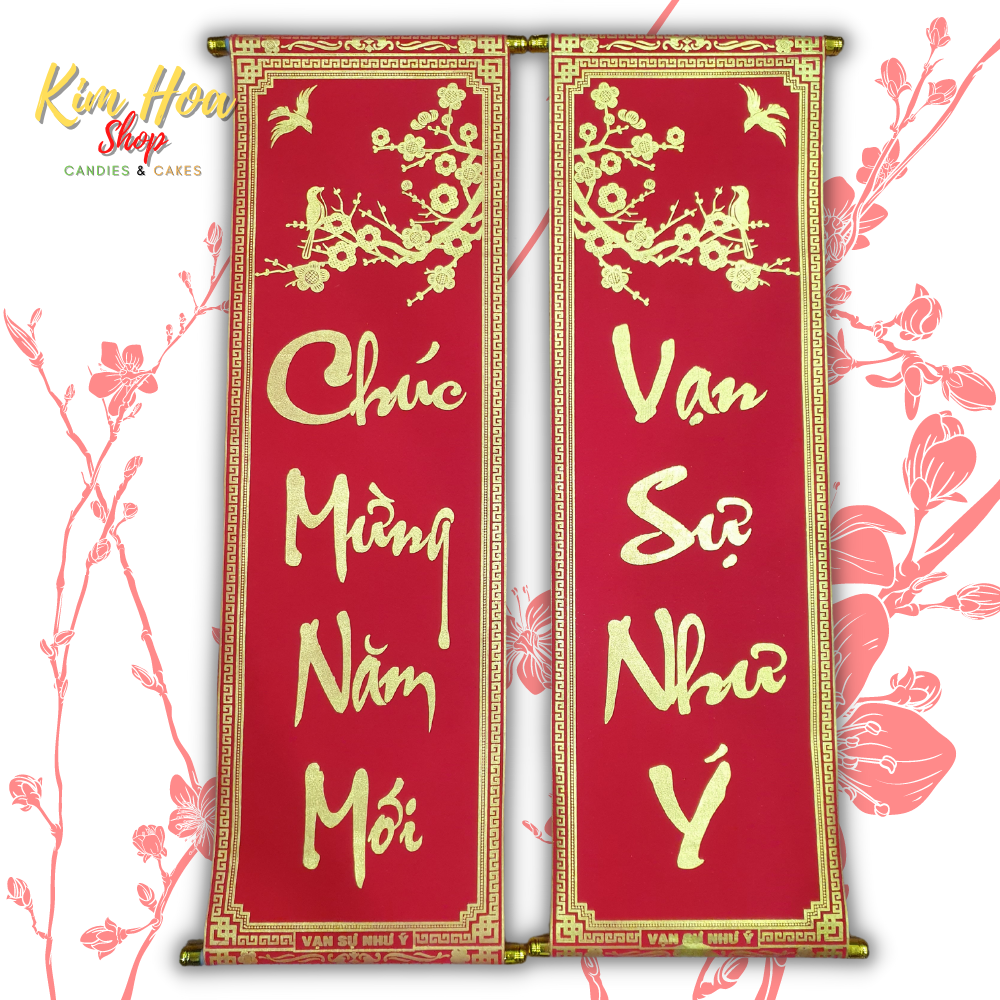 Kim Hoa
Shop
CANDIES & CAKES
Chúc
Mừng
Năm
Mới
VẠN SỰ NHƯ Ý
Vạn
Sự
Như
Ý
VẠN SỰ NHƯ Ý